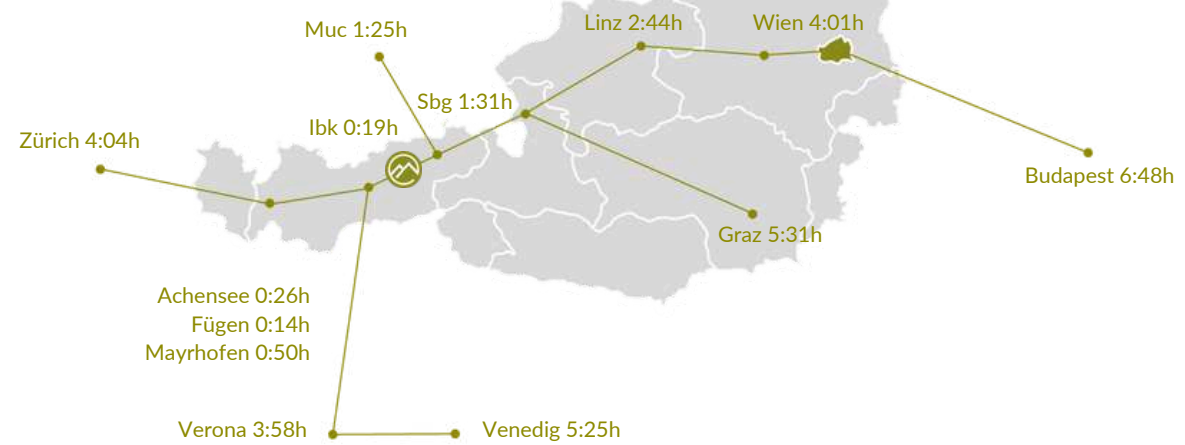 Linz 2:44h
Wien 4:01h
Muc 1:25h
Sbg 1:31h
Ibk 0:19h
Zürich 4:04h
Budapest 6:48h
Graz 5:31h
Achensee 0:26h
Fügen 0:14h
Mayrhofen 0:50h
Verona 3:58h
Venedig 5:25h